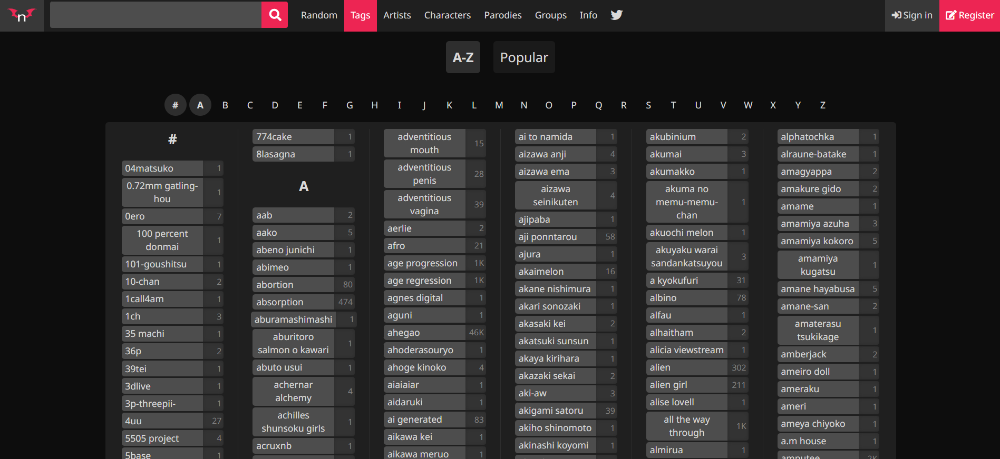 n
Random
Tags
Artists
Characters
Parodies
Groups
Info
Sign in
Register
A-Z
Popular
# A B C D E F G H I J K L M N O P Q R S T U V W X Y Z
#
04matsuko 1
0.72mm gatling-
hou 1
0ero 7
100 percent
donmai 1
101-goushitsu 1
10-chan 2
1call4am 1
1ch 3
35 machi 1
36p 2
39tei 1
3dlive 1
3p-threepii- 1
4uu 27
5505 project 4
5base 1
774cake 1
8lasagna 1
A
aab 2
aako 5
abeno junichi 1
abimeo 1
abortion 80
absorption 474
aburamashimashi 1
aburitoro
salmon o kawari 1
abuto usui 1
achernar
alchemy 4
achilles
shunsoku girls 1
acruxnb 1
adventitious
mouth 15
adventitious
penis 28
adventitious
vagina 39
aerlie 2
afro 21
age progression 1K
age regression 1K
agnes digital 1
aguni 1
ahegao 46K
ahoderasouryo 1
ahoge kinoko 4
aiaiaiar 1
aidaruki 1
ai generated 83
aikawa kei 1
aikawa meruo 1
ai to namida 1
aizawa anji 4
aizawa ema 3
aizawa
seinikuten 4
ajipaba 1
aji ponntarou 58
ajura 1
akaimelon 16
akane nishimura 1
akari sonozaki 1
akasaki kei 2
akatsuki sunsun 1
akaya kirihara 1
akazaki sekai 2
aki-aw 3
akigami satoru 39
akiho shinomoto 1
akinashi koyomi 1
akubinium 2
akumai 3
akumakko 1
akuma no
memu-memu-
chan 1
akuochi melon 1
akuyaku warai
sandankatsuyou 3
a kyokufuri 31
albino 78
alfau 1
alhaitham 2
alicia viewstream 1
alien 302
alien girl 211
alise lovell 1
all the way
through 1K
almirua 1
alphatochka 1
alraune-batake 1
amagyappa 2
amakure gido 2
amame 1
amamiya azuha 3
amamiya kokoro 5
amamiya
kugatsu 1
amane hayabusa 5
amane-san 2
amaterasu
tsukikage 1
amberjack 2
ameiro doll 1
ameraku 1
ameri 1
ameya chiyoko 1
a.m house 1
amputee 2K